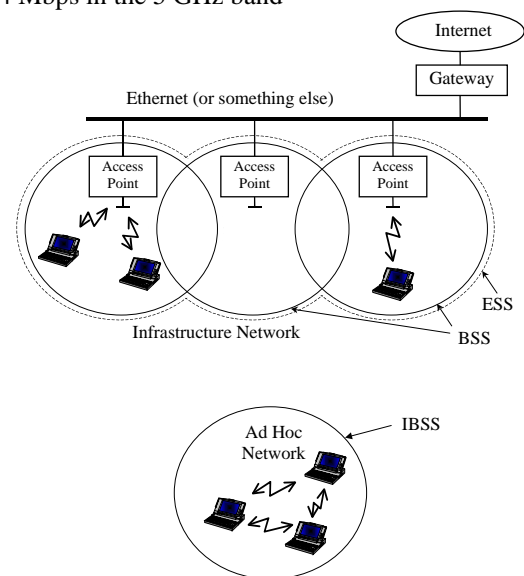 4 Mbps in the 5 GHz band
Internet
Gateway
Ethernet (or something else)
Access
Point
Access
Point
Access
Point
ESS
BSS
Infrastructure Network
IBSS
Ad Hoc
Network